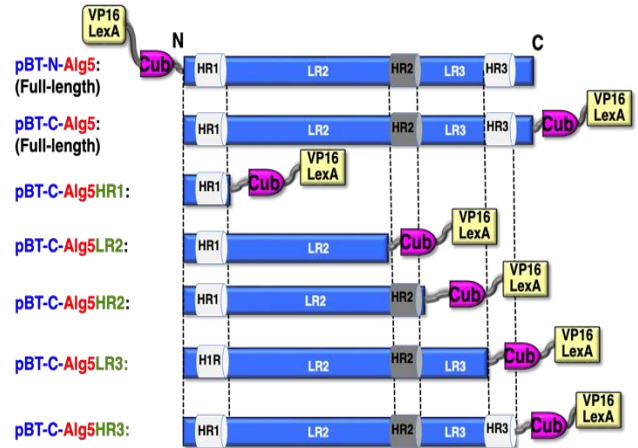 VP16
LexA
N
Cub
C
pBT-N-Alg5:
(Full-length)
HR1
LR2
HR2
LR3
HR3
pBT-C-Alg5:
(Full-length)
HR1
LR2
HR2
LR3
HR3
Cub
VP16
LexA
pBT-C-Alg5HR1:
HR1
Cub
VP16
LexA
pBT-C-Alg5LR2:
HR1
LR2
Cub
VP16
LexA
pBT-C-Alg5HR2:
HR1
LR2
HR2
Cub
VP16
LexA
pBT-C-Alg5LR3:
H1R
LR2
HR2
LR3
Cub
VP16
LexA
pBT-C-Alg5HR3:
HR1
LR2
HR2
LR3
HR3
Cub
VP16
LexA